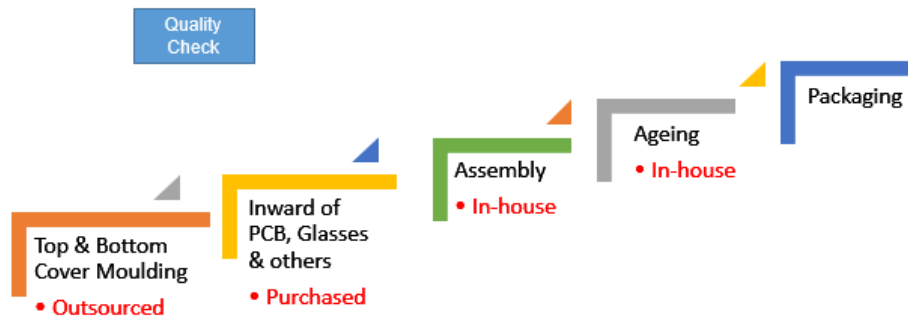 Quality
Check
Top & Bottom
Cover Moulding
• Outsourced
Inward of
PCB, Glasses
& others
• Purchased
Assembly
• In-house
Ageing
• In-house
Packaging